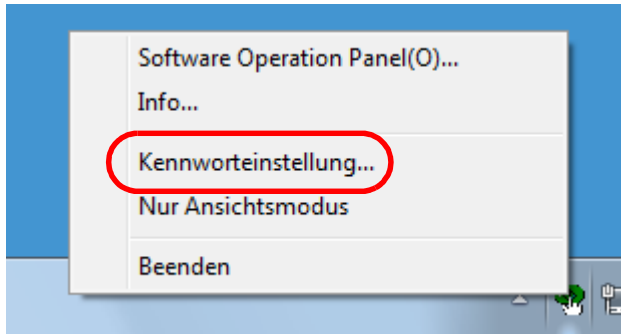 Software Operation Panel(O)...
Info...
Kennworteinstellung...
Nur Ansichtsmodus
Beenden